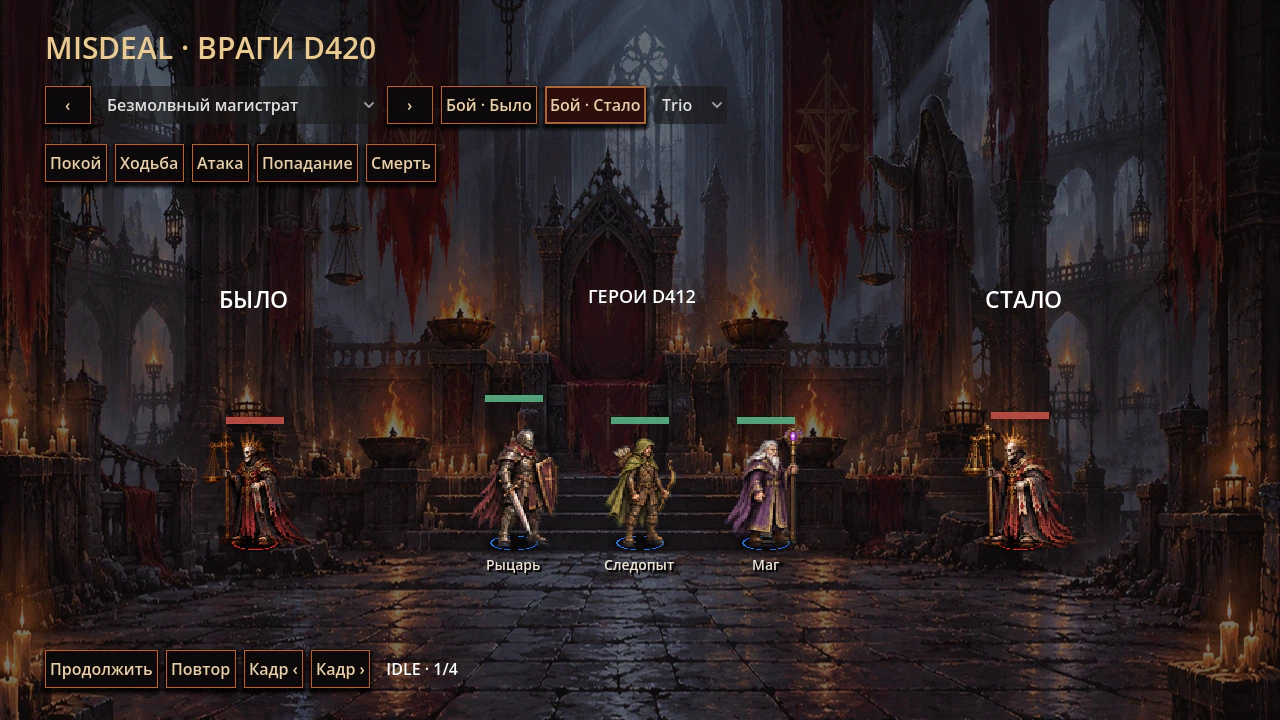 MISDEAL · ВРАГИ D420
‹ Безмолвный магистрат › Бой · Было Бой · Стало Trio
Покой Ходьба Атака Попадание Смерть
БЫЛО ГЕРОИ D412 СТАЛО
Рыцарь Следопыт Маг
Продолжить Повтор Кадр ‹ Кадр › IDLE · 1/4